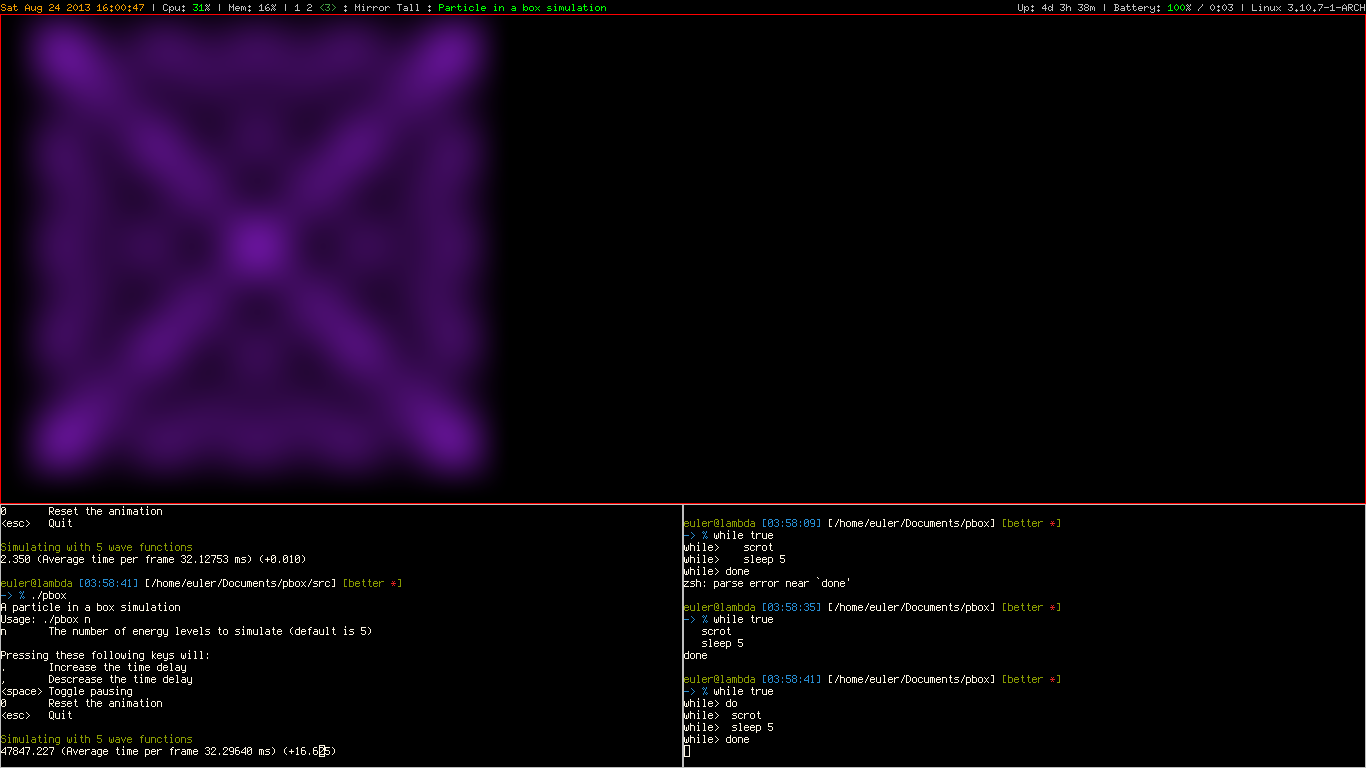 Sat Aug 24 2013 16:00:47 | Cpu: 31% | Mem: 16% | 1 2 <3> : Mirror Tall : Particle in a box simulation
Up: 4d 3h 38m | Battery: 100% / 0:03 | Linux 3.10.7-1-ARCH
0      Reset the animation
<esc>  Quit
Simulating with 5 wave functions
2.350 (Average time per frame 32.12753 ms) (+0.010)
euler@lambda [03:58:41] [/home/euler/Documents/pbox/src] [better *]
-> % ./pbox
A particle in a box simulation
Usage: ./pbox n
n      The number of energy levels to simulate (default is 5)
Pressing these following keys will:
.      Increase the time delay
,      Descrease the time delay
<space> Toggle pausing
0      Reset the animation
<esc>  Quit
Simulating with 5 wave functions
47847.227 (Average time per frame 32.29640 ms) (+16.625)
euler@lambda [03:58:09] [/home/euler/Documents/pbox] [better *]
-> % while true
while>    scrot
while>    sleep 5
while> done
zsh: parse error near `done'
euler@lambda [03:58:35] [/home/euler/Documents/pbox] [better *]
-> % while true
   scrot
   sleep 5
done
euler@lambda [03:58:41] [/home/euler/Documents/pbox] [better *]
-> % while true
while> do
while>  scrot
while>  sleep 5
while> done